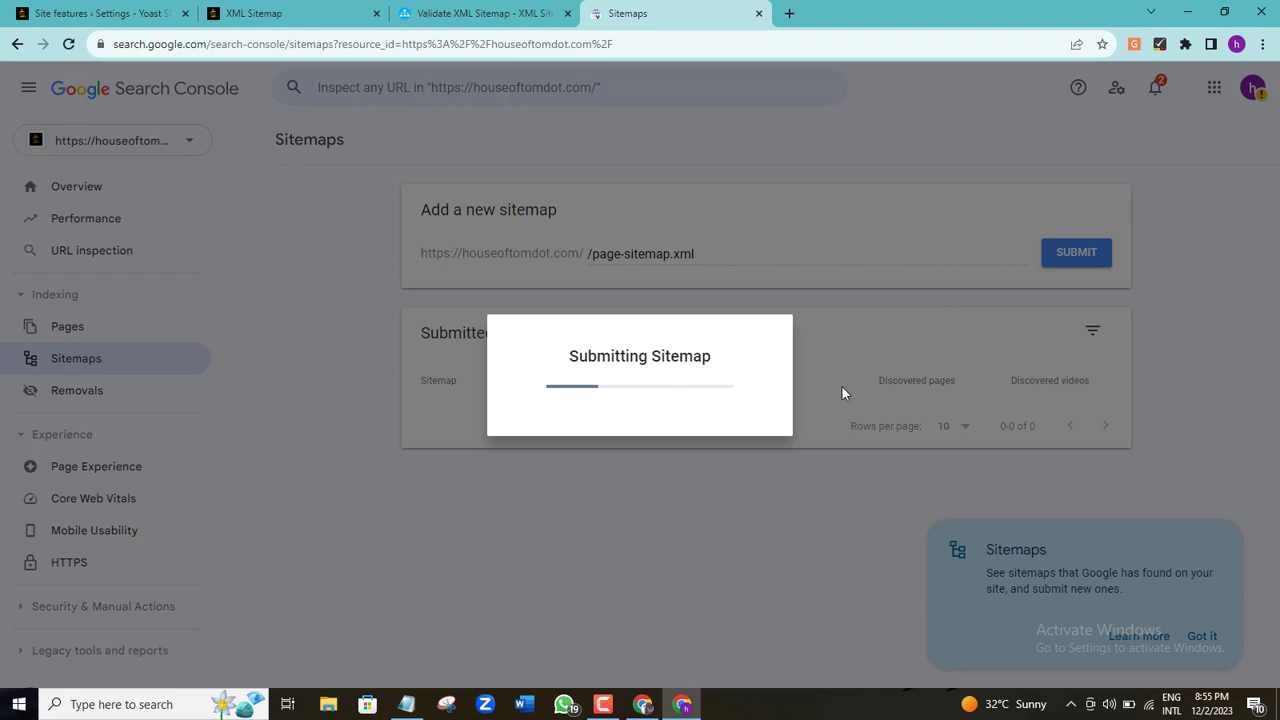 Site features ‹ Settings - Yoast S
XML Sitemap
Validate XML Sitemap - XML Sit
Sitemaps
search.google.com/search-console/sitemaps?resource_id=https%3A%2F%2Fhouseoftomdot.com%2F
G
h
Google Search Console
Inspect any URL in "https://houseoftomdot.com/"
2
h
https://houseoftom...
Sitemaps
Overview
Performance
URL inspection
Indexing
Pages
Sitemaps
Removals
Experience
Page Experience
Core Web Vitals
Mobile Usability
HTTPS
Security & Manual Actions
Legacy tools and reports
Add a new sitemap
https://houseoftomdot.com/ /page-sitemap.xml
SUBMIT
Submitte
Sitemap
Discovered pages
Discovered videos
Rows per page: 10
0-0 of 0
Submitting Sitemap
Sitemaps
See sitemaps that Google has found on your
site, and submit new ones.
Learn more Got it
Activate Windows
Go to Settings to activate Windows.
Type here to search
19
32°C Sunny
ENG
INTL
8:55 PM
12/2/2023
10